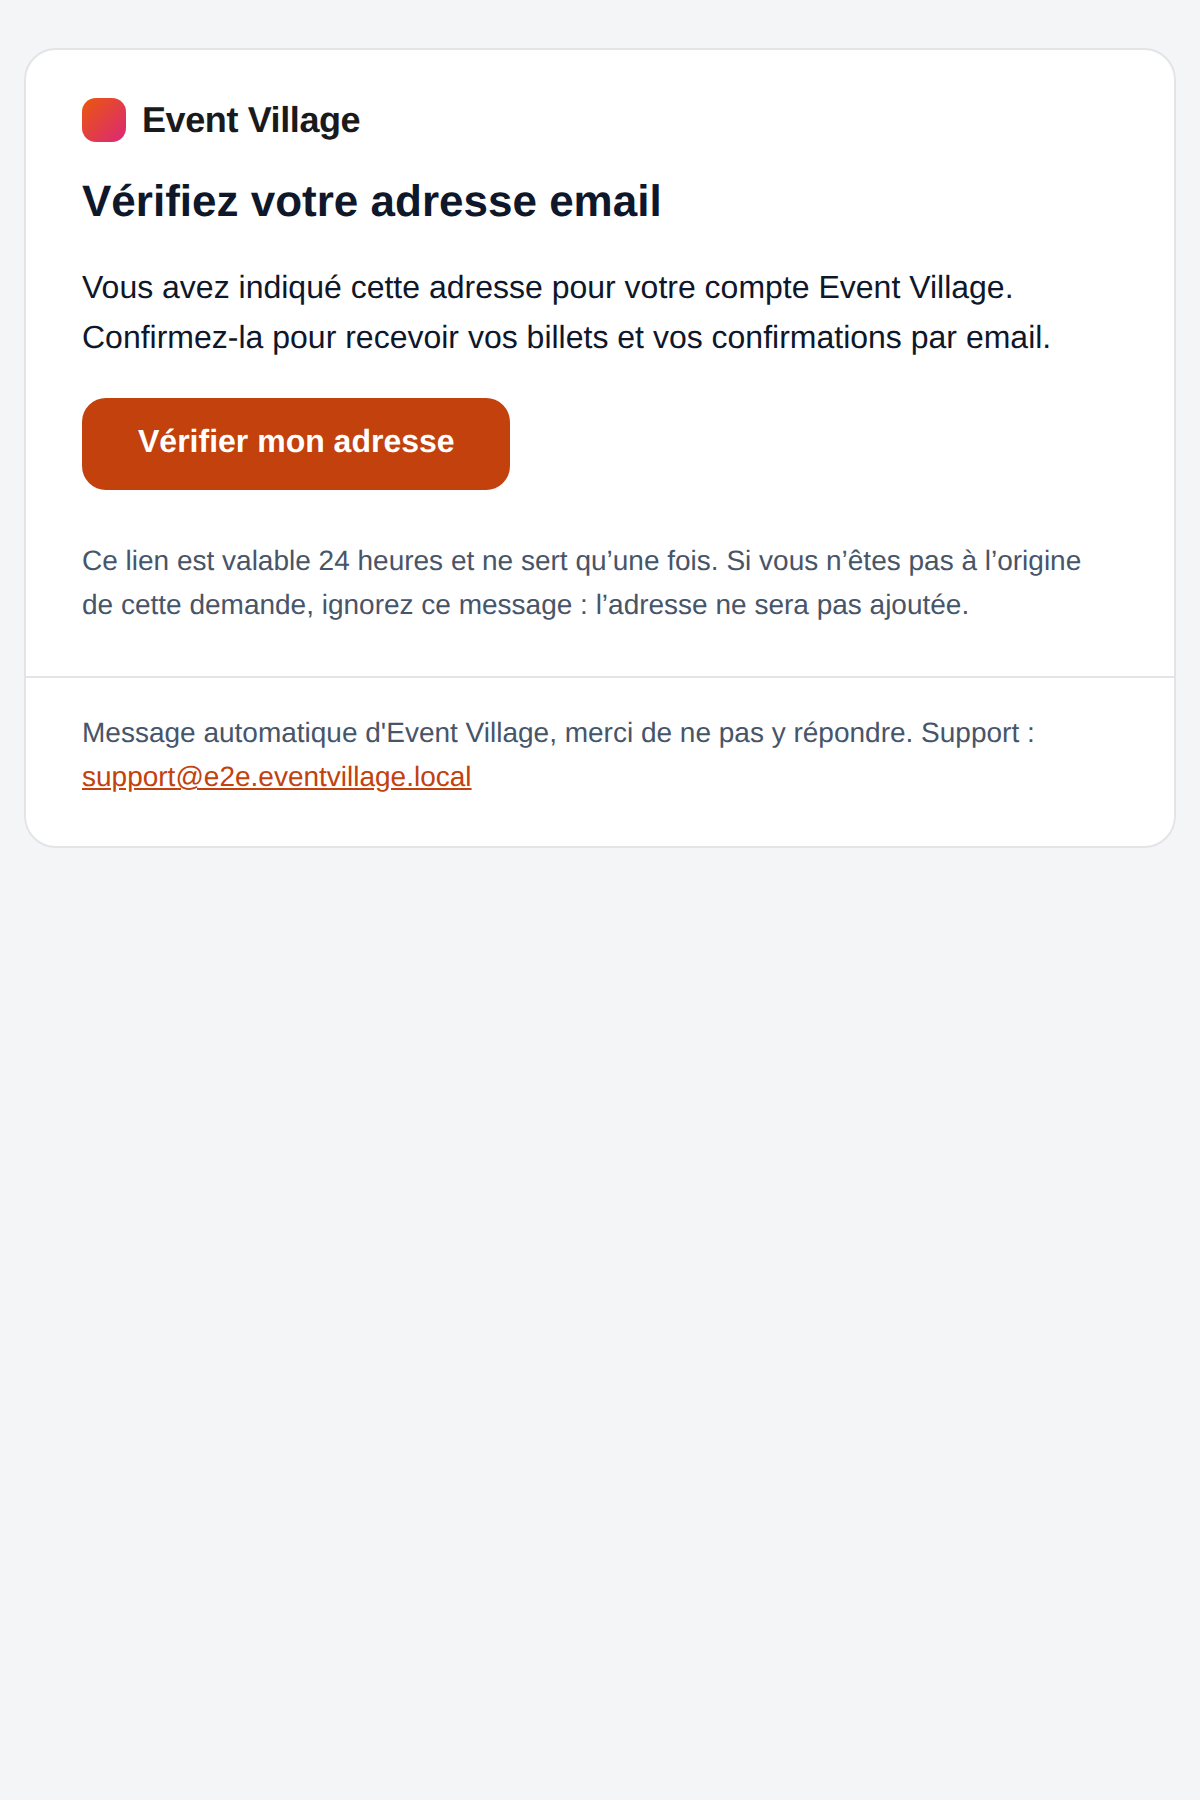 Event Village
Vérifiez votre adresse email
Vous avez indiqué cette adresse pour votre compte Event Village.
Confirmez-la pour recevoir vos billets et vos confirmations par email.
Vérifier mon adresse
Ce lien est valable 24 heures et ne sert qu’une fois. Si vous n’êtes pas à l’origine
de cette demande, ignorez ce message : l’adresse ne sera pas ajoutée.
Message automatique d'Event Village, merci de ne pas y répondre. Support :
support@e2e.eventvillage.local